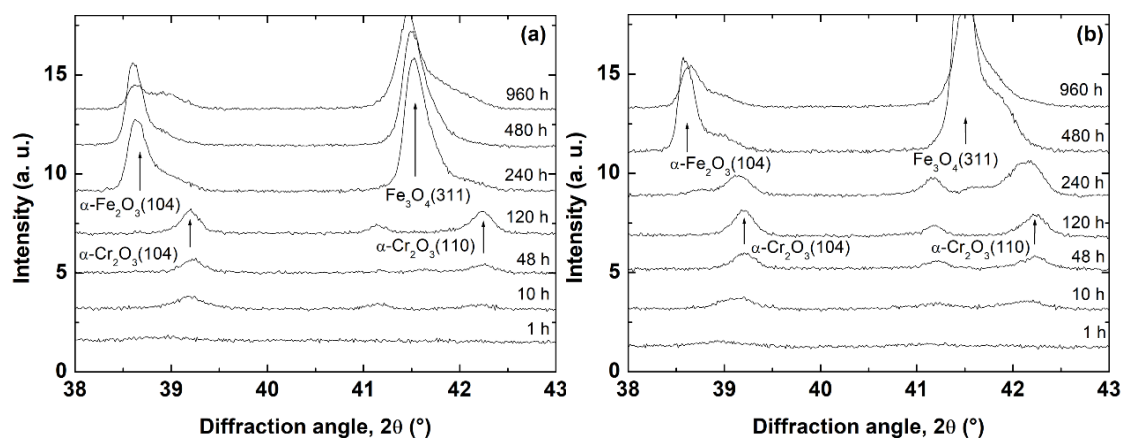 (a)
Intensity (a. u.)
15
10
5
0
960 h
480 h
240 h
120 h
48 h
10 h
1 h
α-Fe₂O₃(104)
Fe₃O₄(311)
α-Cr₂O₃(104)
α-Cr₂O₃(110)
38 39 40 41 42 43
Diffraction angle, 2θ (°)
(b)
Intensity (a. u.)
15
10
5
0
960 h
480 h
240 h
120 h
48 h
10 h
1 h
α-Fe₂O₃(104)
Fe₃O₄(311)
α-Cr₂O₃(104)
α-Cr₂O₃(110)
38 39 40 41 42 43
Diffraction angle, 2θ (°)